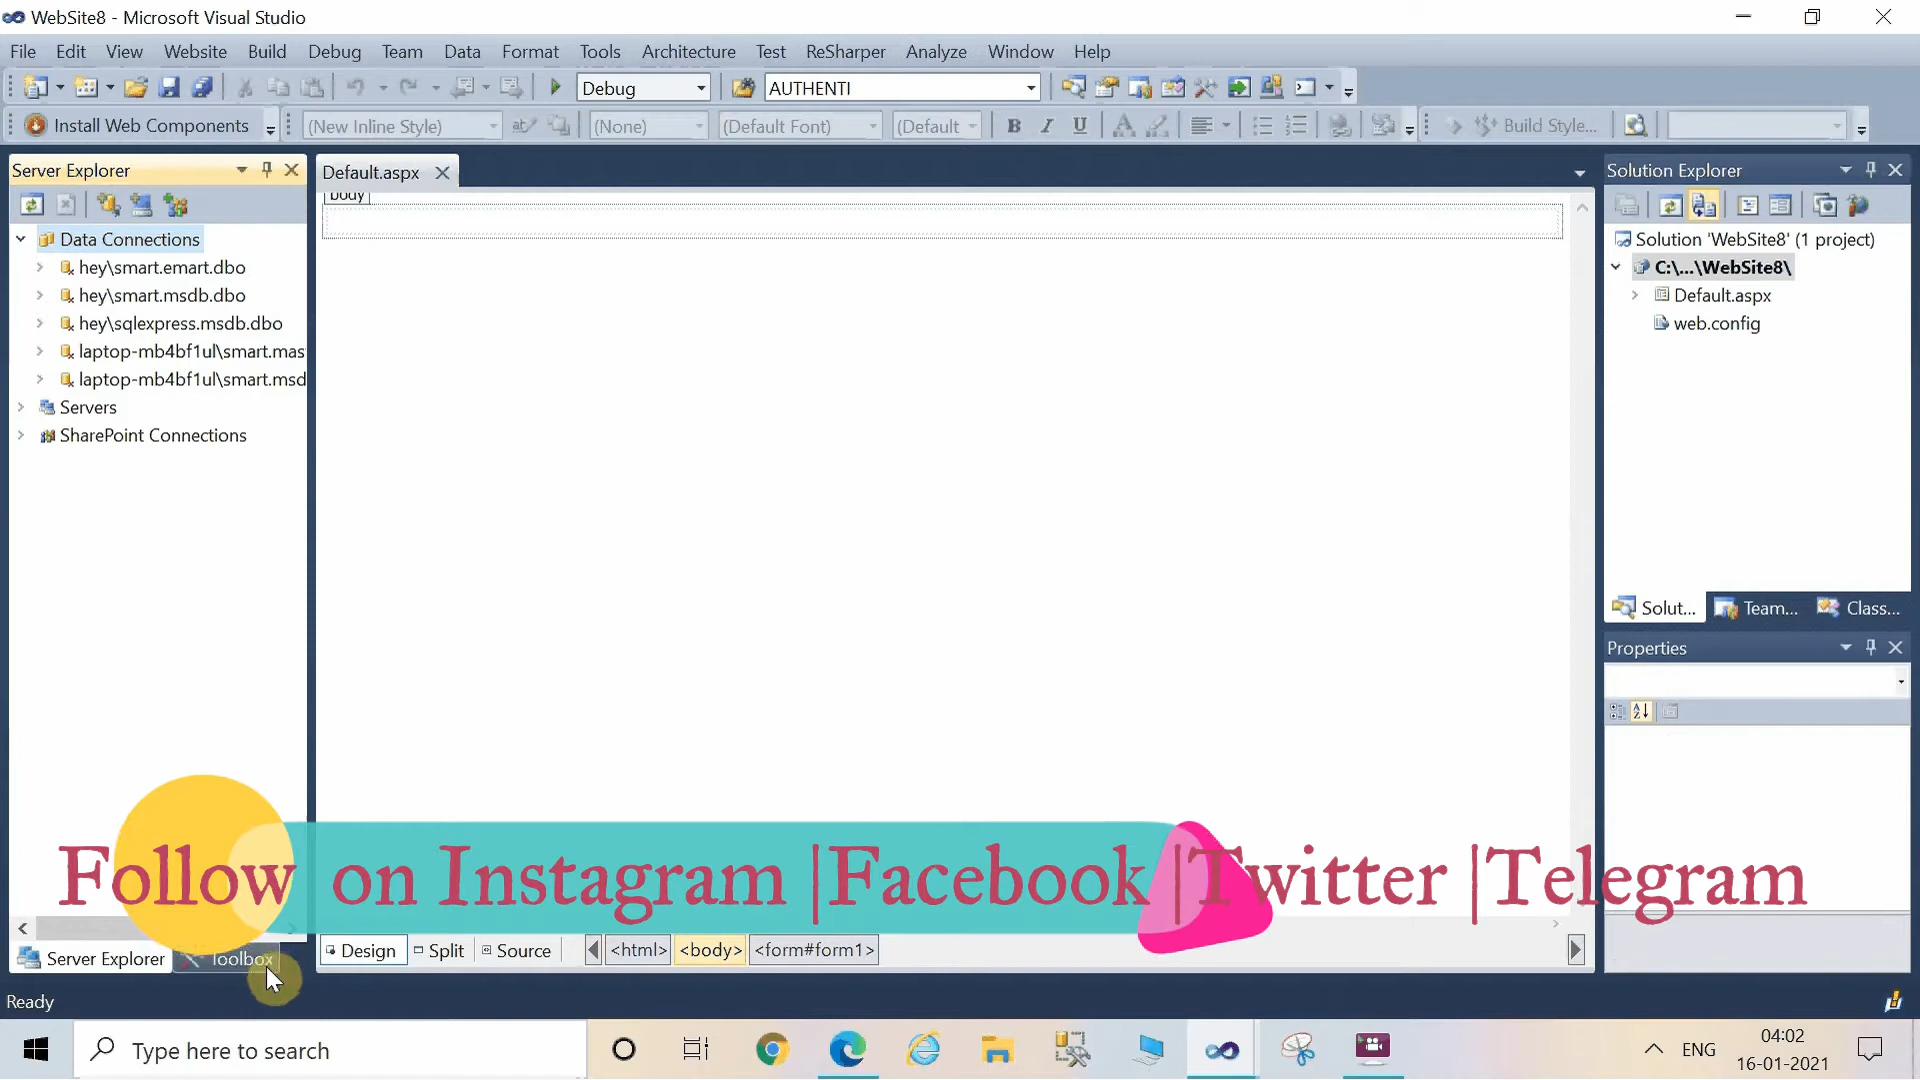 WebSite8 - Microsoft Visual Studio
File Edit View Website Build Debug Team Data Format Tools Architecture Test ReSharper Analyze Window Help
Debug AUTHENTI
Install Web Components (New Inline Style) (None) (Default Font) (Default B I U A Build Style...
Server Explorer
Data Connections
hey\smart.emart.dbo
hey\smart.msdb.dbo
hey\sqlexpress.msdb.dbo
laptop-mb4bf1ul\smart.mas
laptop-mb4bf1ul\smart.msd
Servers
SharePoint Connections
Server Explorer Toolbox
Default.aspx
body
Design Split Source <html> <body> <form#form1>
Solution Explorer
Solution 'WebSite8' (1 project)
C:\...\WebSite8\
Default.aspx
web.config
Solut... Team... Class...
Properties
Follow on Instagram |Facebook |Twitter |Telegram
Ready
Type here to search
ENG
04:02
16-01-2021